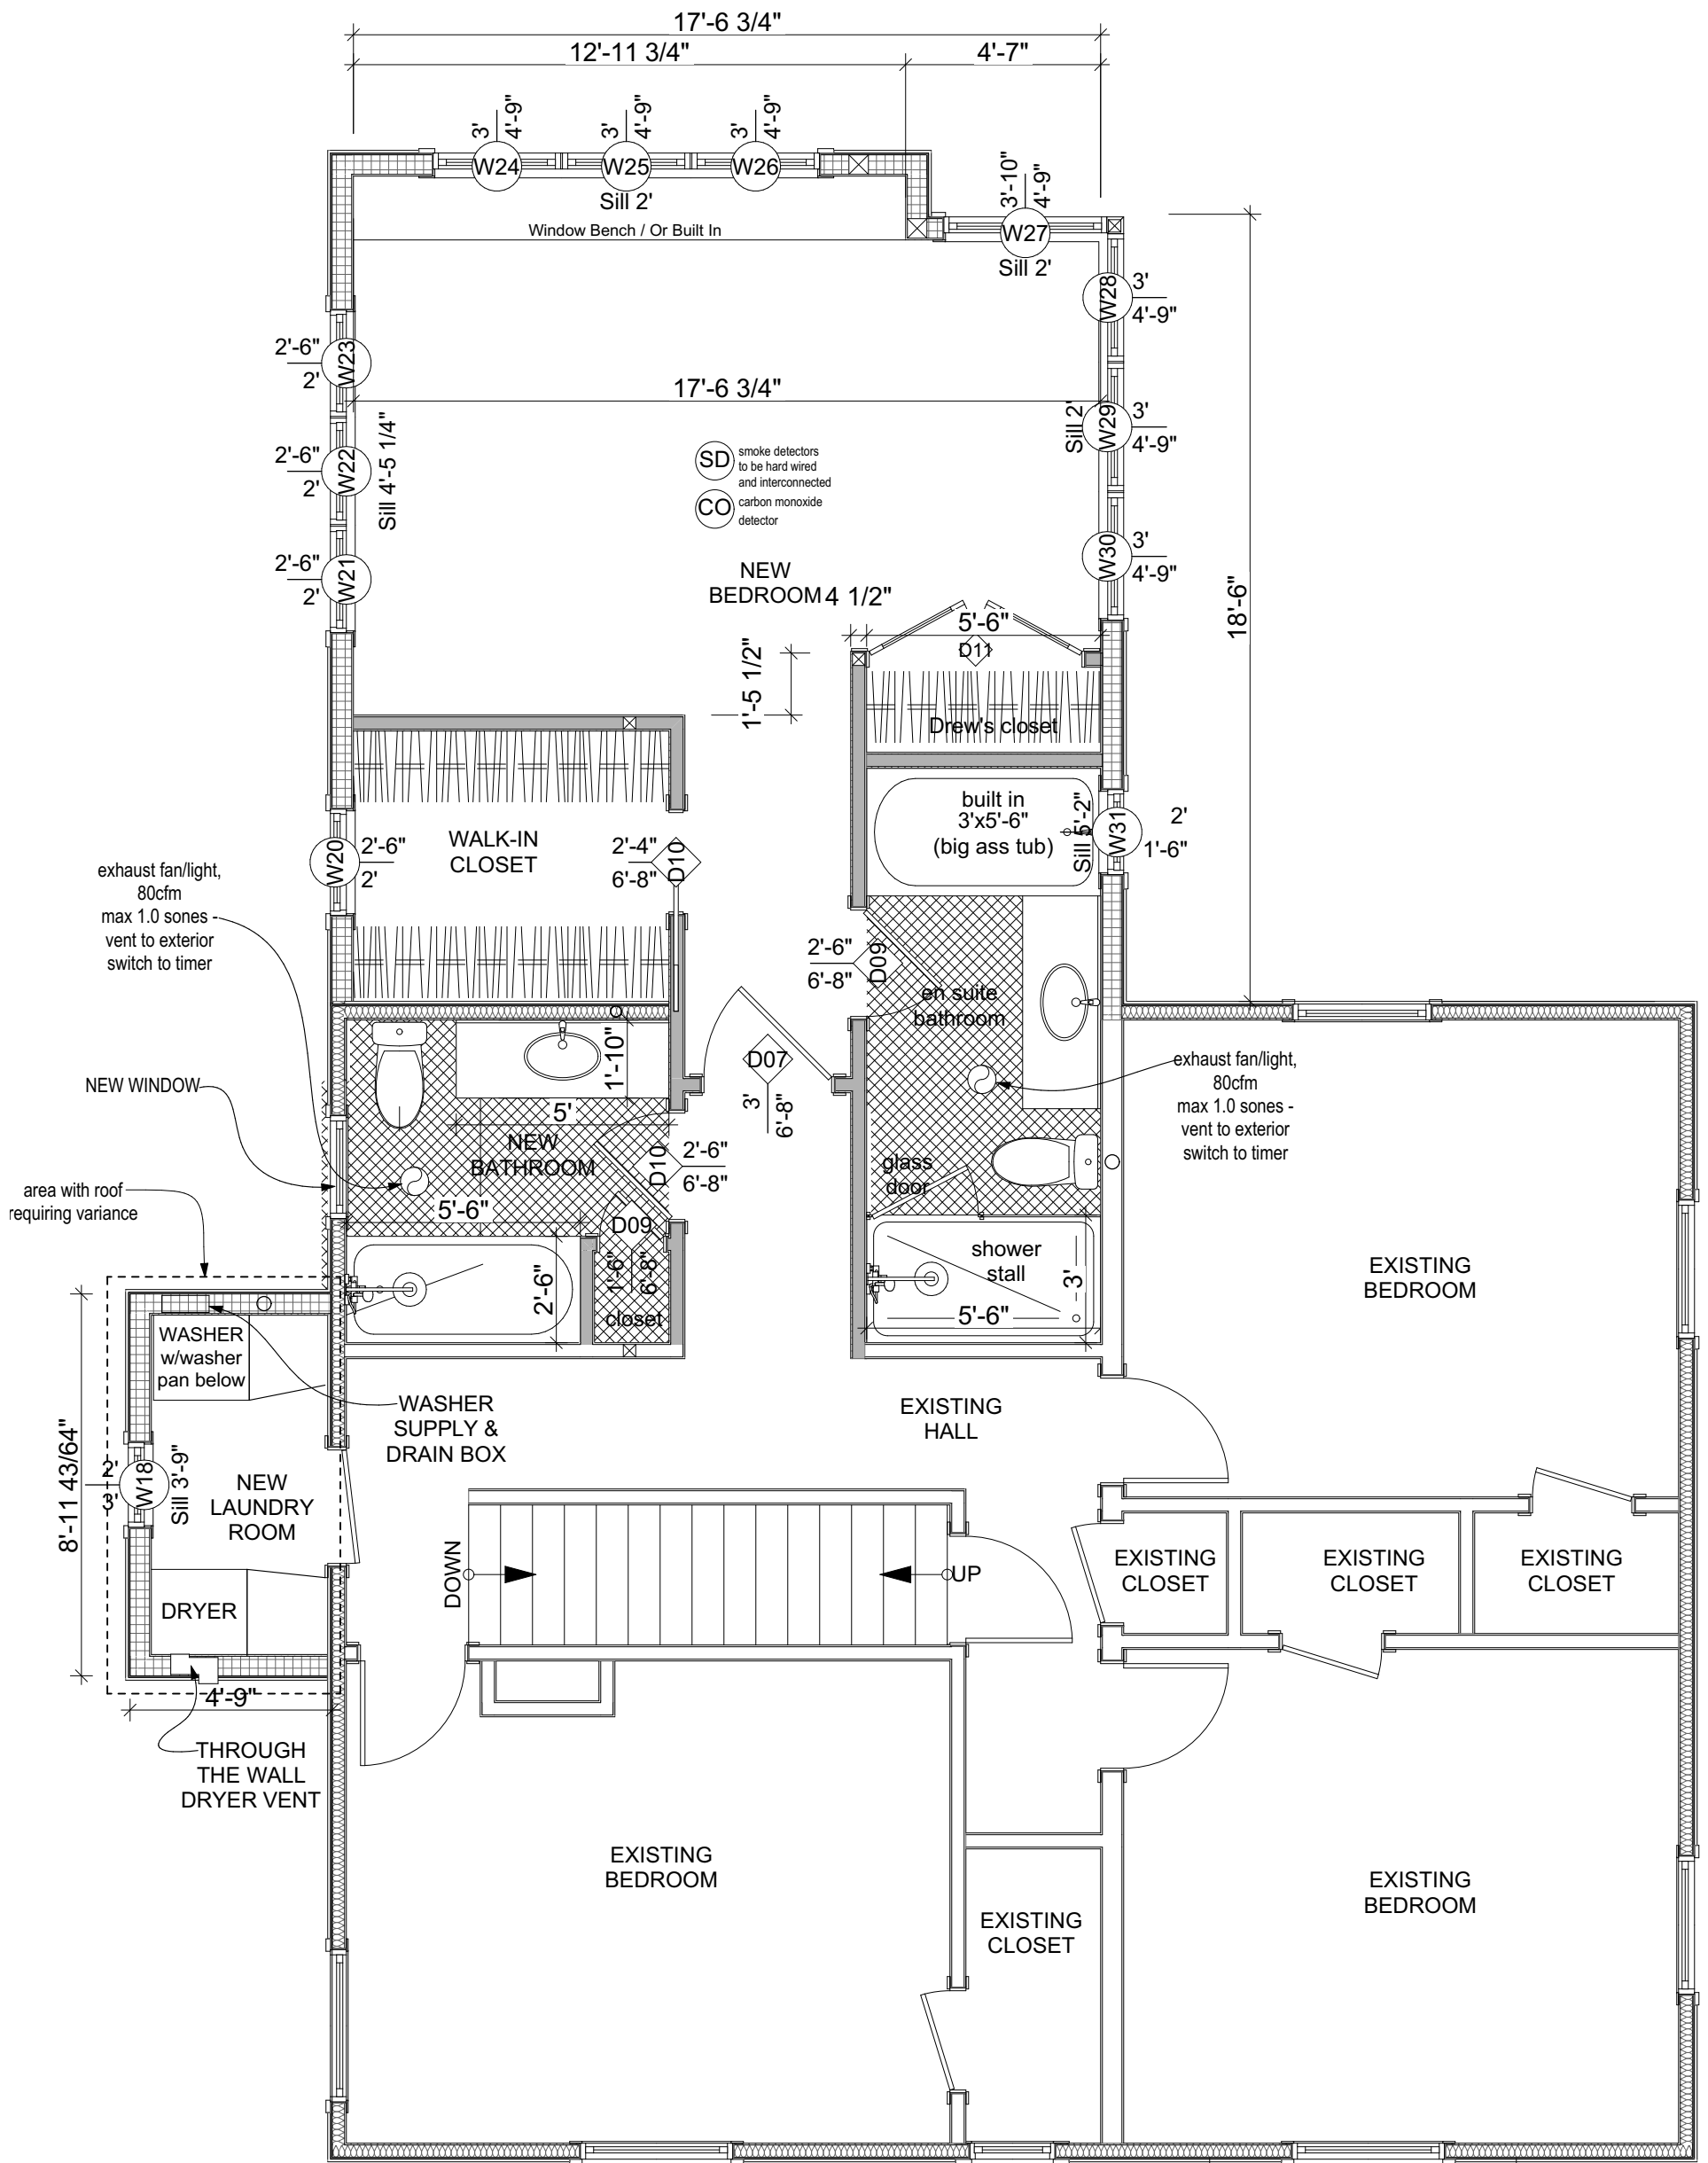 17'-6 3/4"
12'-11 3/4"
4'-7"
3'
4'-9"
3'
4'-9"
3'
4'-9"
W24
W25
W26
Sill 2'
3'-10"
4'-9"
W27
Sill 2'
Window Bench / Or Built In
W28
3'
4'-9"
2'-6"
2'
W23
17'-6 3/4"
Sill 2'
W29
3'
4'-9"
2'-6"
2'
W22
Sill 4'-5 1/4"
SD
smoke detectors
to be hard wired
and interconnected
CO
carbon monoxide
detector
W30
3'
4'-9"
2'-6"
2'
W21
NEW
BEDROOM
4 1/2"
5'-6"
D11
18'-6"
1'-5 1/2"
Drew's closet
built in
3'x5'-6"
(big ass tub)
Sill 5'-2"
W31
2'
1'-6"
WALK-IN
CLOSET
W20
2'-6"
2'
2'-4"
6'-8"
D10
exhaust fan/light,
80cfm
max 1.0 sones -
vent to exterior
switch to timer
2'-6"
6'-8"
D09
en suite
bathroom
1'-10"
D07
3'
6'-8"
exhaust fan/light,
80cfm
max 1.0 sones -
vent to exterior
switch to timer
NEW WINDOW
5'
NEW
BATHROOM
D10
2'-6"
6'-8"
glass
door
area with roof
requiring variance
5'-6"
D09
1'-6"
6'-8"
closet
2'-6"
shower
stall
3'
5'-6"
EXISTING
BEDROOM
WASHER
w/washer
pan below
WASHER
SUPPLY &
DRAIN BOX
EXISTING
HALL
8'-11 43/64"
2'
3'
W18
Sill 3'-9"
NEW
LAUNDRY
ROOM
DOWN
UP
EXISTING
CLOSET
EXISTING
CLOSET
EXISTING
CLOSET
DRYER
4'-9"
THROUGH
THE WALL
DRYER VENT
EXISTING
BEDROOM
EXISTING
CLOSET
EXISTING
BEDROOM